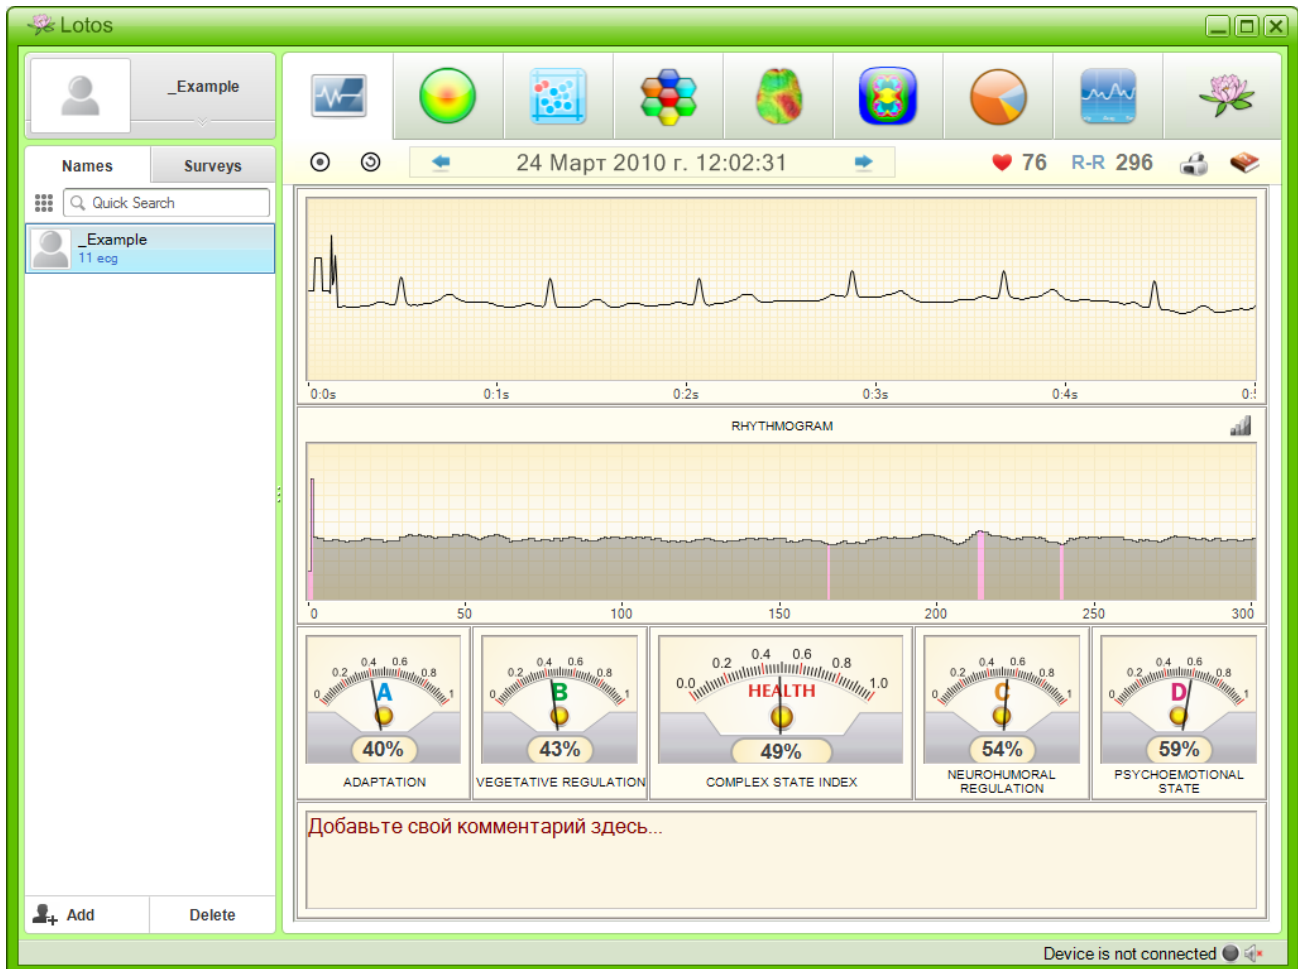 Lotos
_Example
Names
Surveys
Quick Search
_Example
11 ecg
Add
Delete
24 Март 2010 г. 12:02:31
76
R-R 296
0:0s 0:1s 0:2s 0:3s 0:4s
RHYTHMOGRAM
0 50 100 150 200 250 300
0 0.2 0.4 0.6 0.8 1
A
40%
ADAPTATION
0 0.2 0.4 0.6 0.8 1
B
43%
VEGETATIVE REGULATION
0.0 0.2 0.4 0.6 0.8 1.0
HEALTH
49%
COMPLEX STATE INDEX
0 0.2 0.4 0.6 0.8 1
C
54%
NEUROHUMORAL
REGULATION
0 0.2 0.4 0.6 0.8 1
D
59%
PSYCHOEMOTIONAL
STATE
Добавьте свой комментарий здесь...
Device is not connected